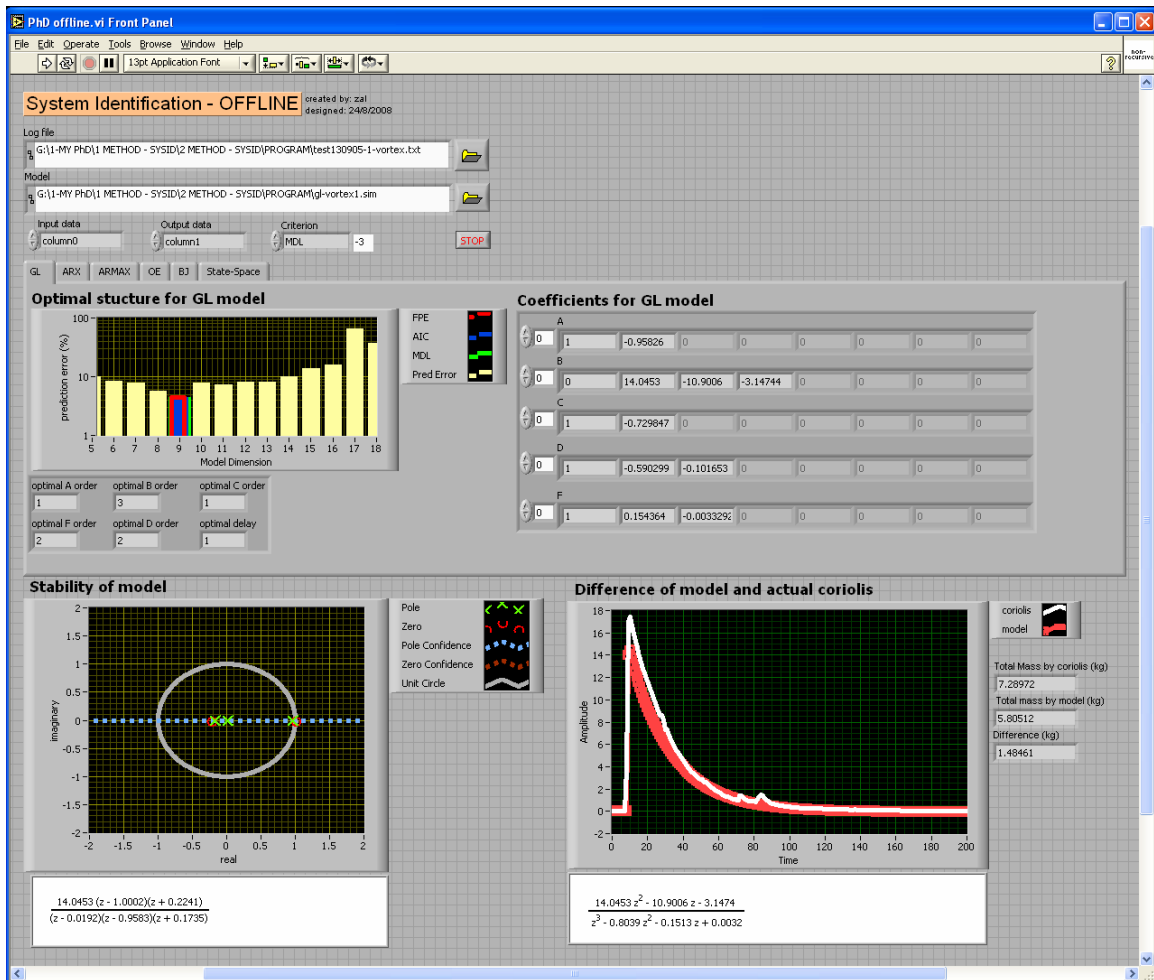 PhD offline.vi Front Panel
File Edit Operate Tools Browse Window Help
13pt Application Font
?
non-
recursive
System Identification - OFFLINE
created by: zal
designed: 24/8/2008
Log file
G:\1-MY PhD\1 METHOD - SYSID\2 METHOD - SYSID\PROGRAM\test130905-1-vortex.txt
Model
G:\1-MY PhD\1 METHOD - SYSID\2 METHOD - SYSID\PROGRAM\gl-vortex1.sim
Input data Output data Criterion
column0 column1 MDL -3 STOP
GL ARX ARMAX OE BJ State-Space
Optimal stucture for GL model
prediction error (%)
100
10
1
5 6 7 8 9 10 11 12 13 14 15 16 17 18
Model Dimension
FPE
AIC
MDL
Pred Error
optimal A order optimal B order optimal C order
1 3 1
optimal F order optimal D order optimal delay
2 2 1
Coefficients for GL model
A
0 1 -0.95826 0 0 0 0 0
B
0 0 14.0453 -10.9006 -3.14744 0 0 0
C
0 1 -0.729847 0 0 0 0 0
D
0 1 -0.590299 -0.101653 0 0 0 0
F
0 1 0.154364 -0.0033292 0 0 0 0
Stability of model
imaginary
2
1.5
1
0.5
0
-0.5
-1
-1.5
-2
-2 -1.5 -1 -0.5 0 0.5 1 1.5 2
real
Pole
Zero
Pole Confidence
Zero Confidence
Unit Circle
14.0453 (z - 1.0002)(z + 0.2241)
(z - 0.0192)(z - 0.9583)(z + 0.1735)
Difference of model and actual coriolis
Amplitude
18
16
14
12
10
8
6
4
2
0
-2
0 20 40 60 80 100 120 140 160 180 200
Time
coriolis
model
Total Mass by coriolis (kg)
7.28972
Total mass by model (kg)
5.80512
Difference (kg)
1.48461
14.0453 z² - 10.9006 z - 3.1474
z³ - 0.8039 z² - 0.1513 z + 0.0032